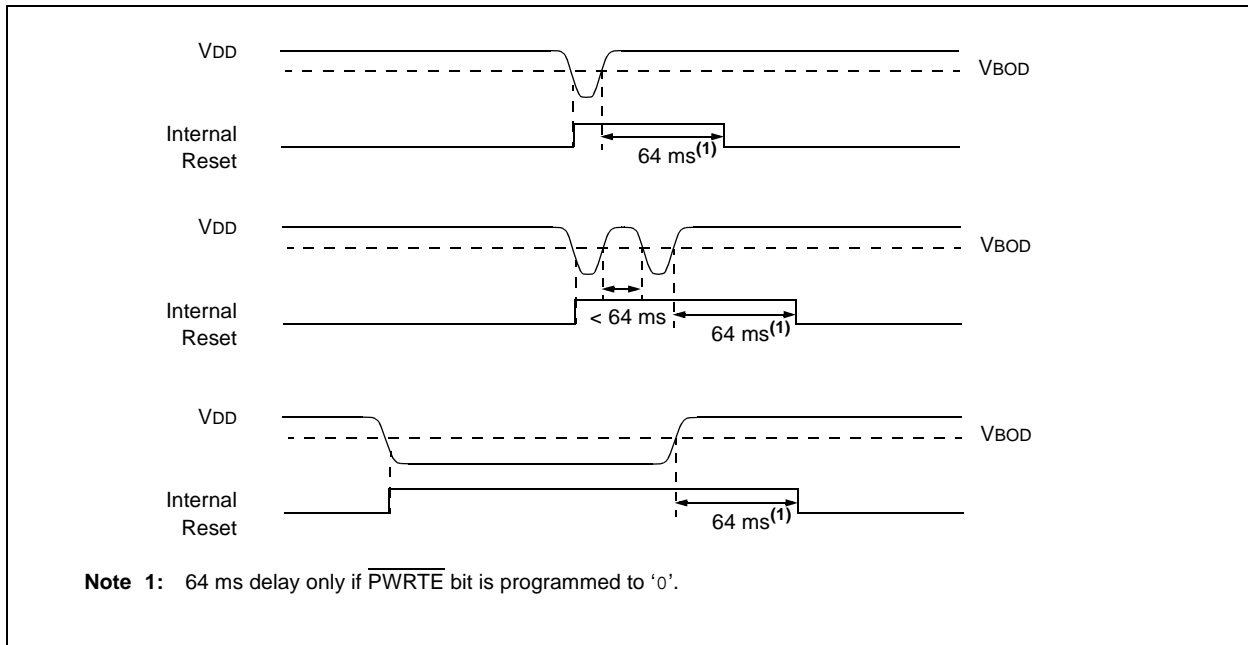 VDD
VBOD
Internal
Reset
64 ms(1)
VDD
VBOD
Internal
Reset
< 64 ms
64 ms(1)
VDD
VBOD
Internal
Reset
64 ms(1)
Note 1: 64 ms delay only if PWRTE bit is programmed to ‘0’.